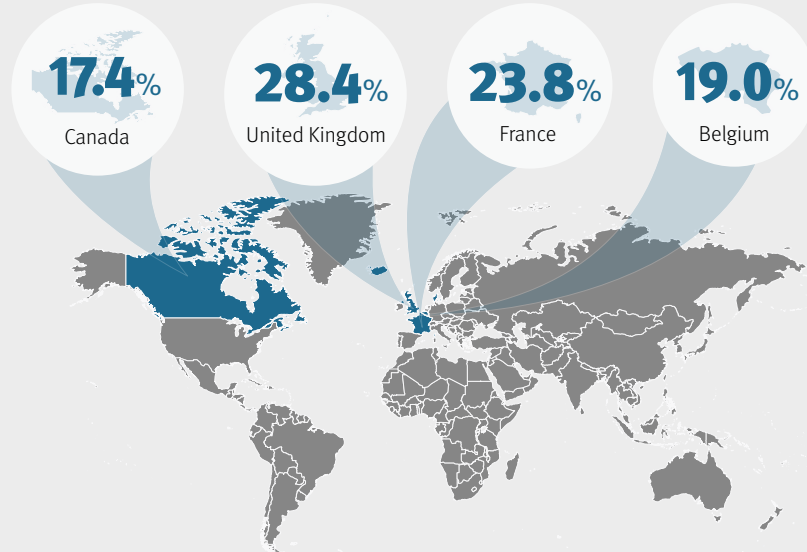 17.4%
Canada
28.4%
United Kingdom
23.8%
France
19.0%
Belgium